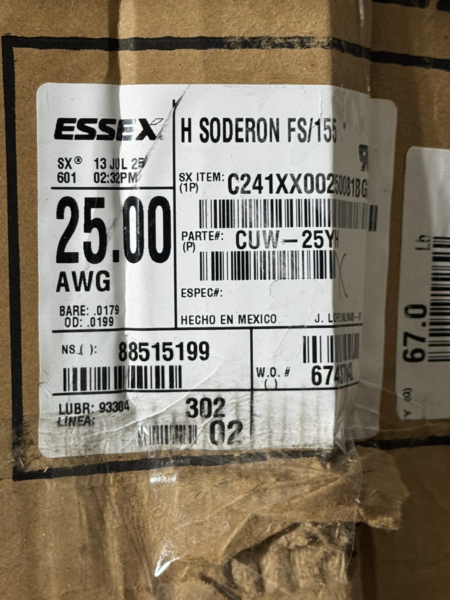 ESSEX
H SODERON FS/155
SX® 13 JUL 25
601 02:32PM
SX ITEM:
(1P)
25.00
AWG
PARTE#:
(P)
CUW-25YH
ESPEC#:
BARE: .0179
OD: .0199
HECHO EN MEXICO
NS.( ):
88515199
W.O. #
( )
LUBR: 93304
LINEA:
302
02
67.0
lb